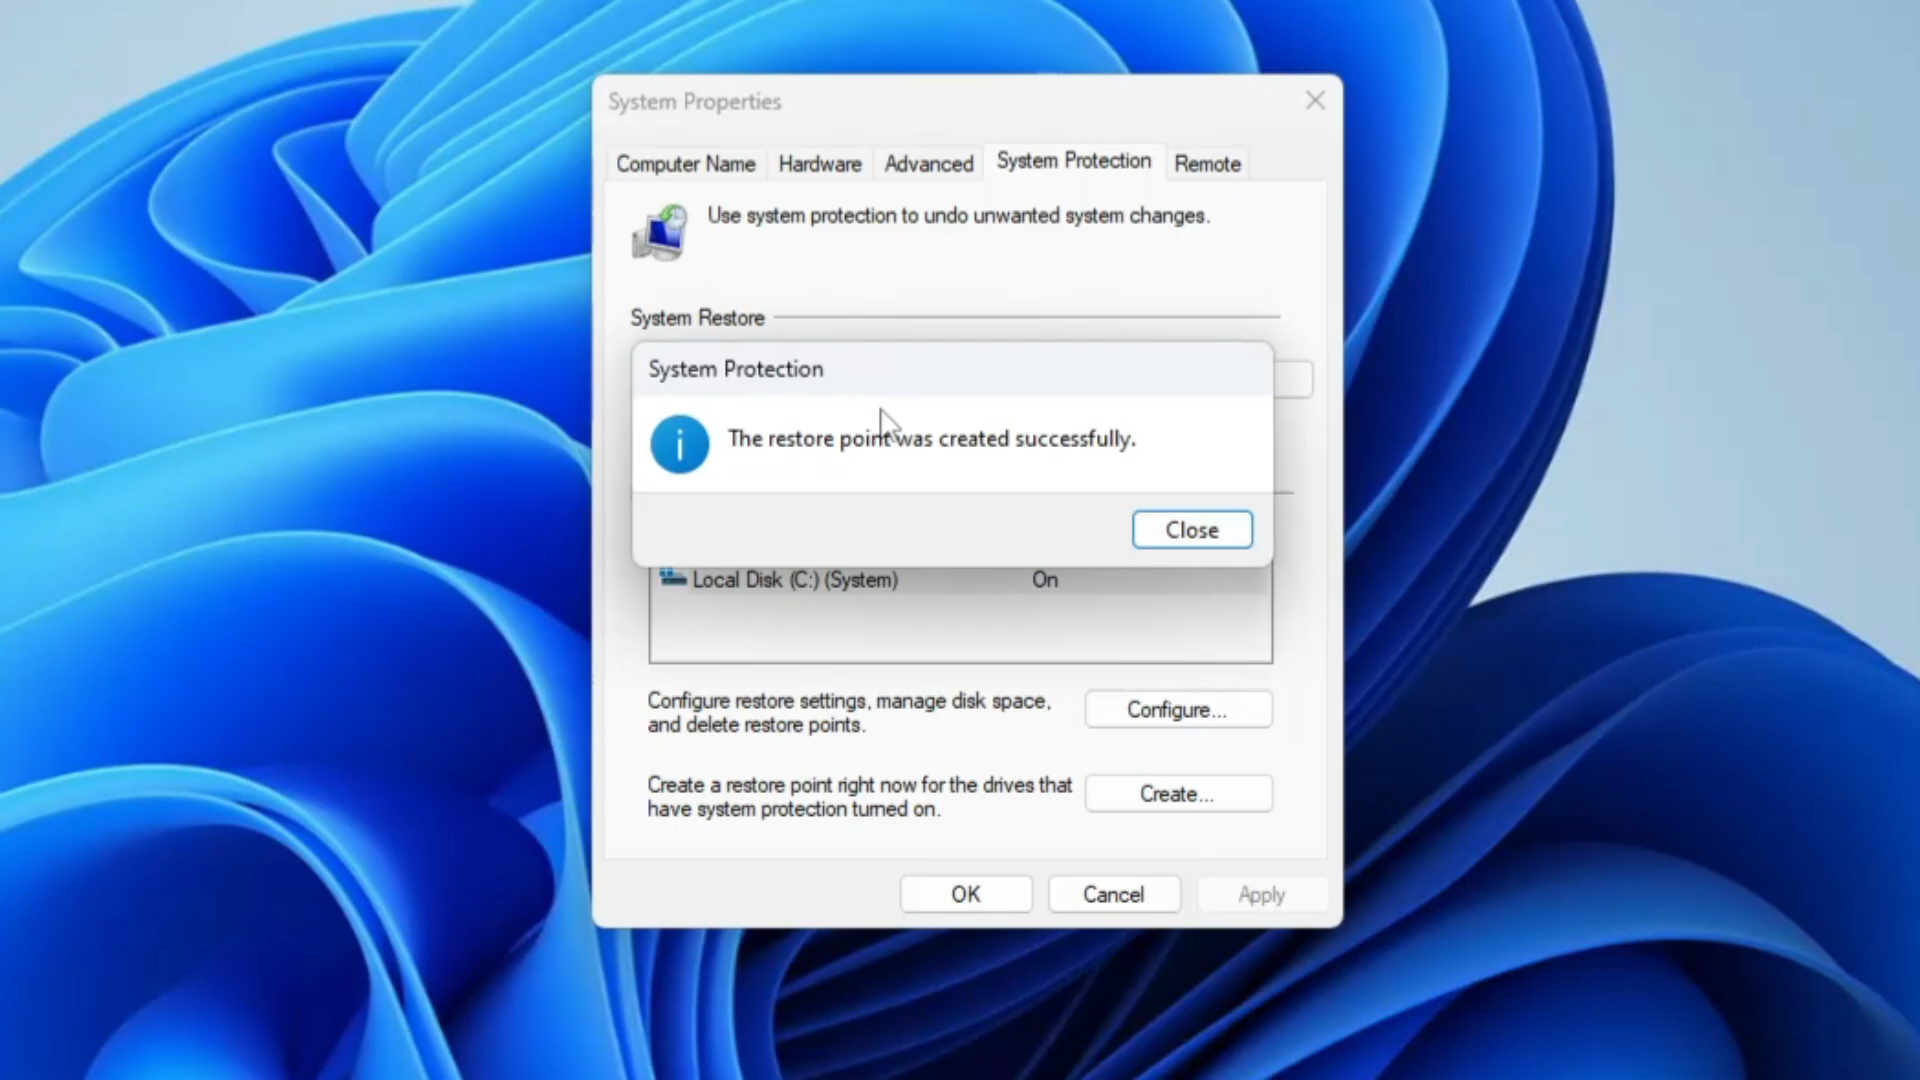 System Properties
Computer Name Hardware Advanced System Protection Remote
Use system protection to undo unwanted system changes.
System Restore
System Protection
The restore point was created successfully.
Close
Local Disk (C:) (System) On
Configure restore settings, manage disk space,
and delete restore points.
Configure...
Create a restore point right now for the drives that
have system protection turned on.
Create...
OK Cancel Apply